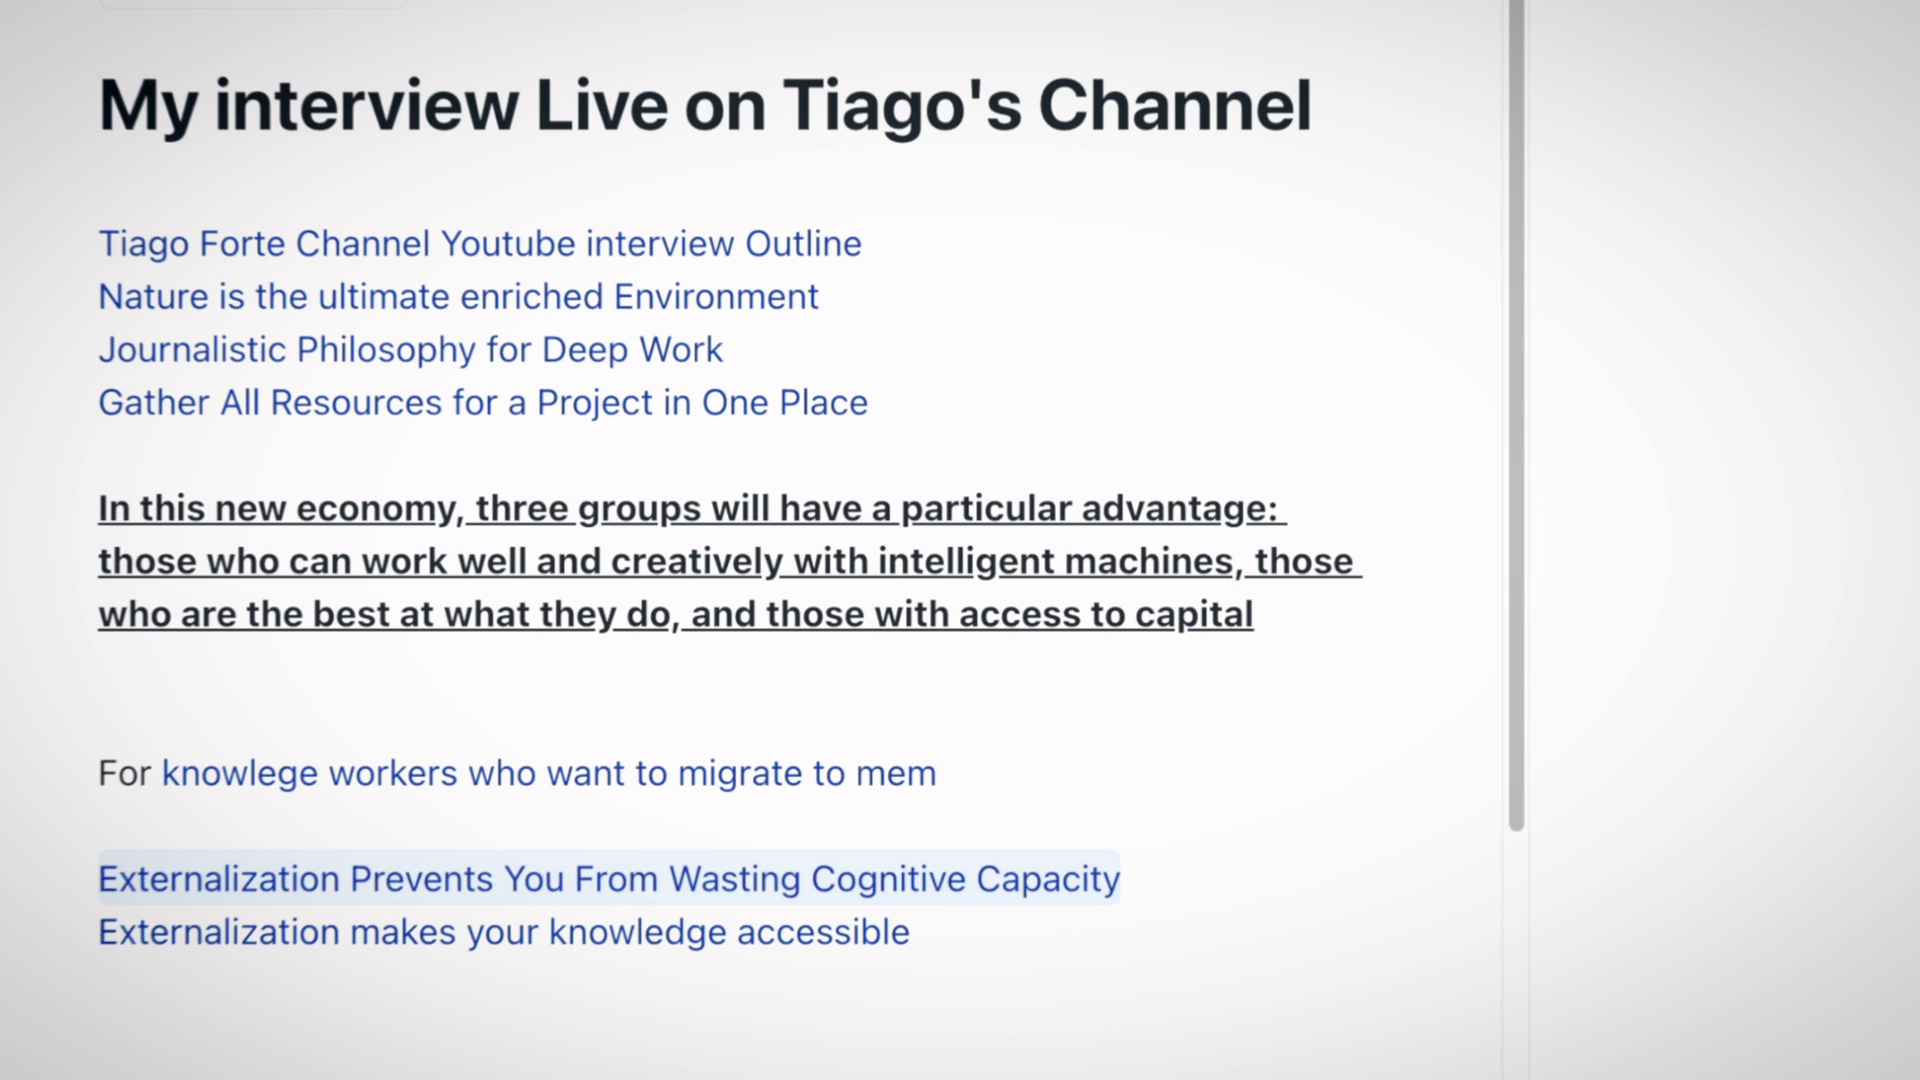 My interview Live on Tiago's Channel
Tiago Forte Channel Youtube interview Outline
Nature is the ultimate enriched Environment
Journalistic Philosophy for Deep Work
Gather All Resources for a Project in One Place
In this new economy, three groups will have a particular advantage:
those who can work well and creatively with intelligent machines, those
who are the best at what they do, and those with access to capital
For knowlege workers who want to migrate to mem
Externalization Prevents You From Wasting Cognitive Capacity
Externalization makes your knowledge accessible